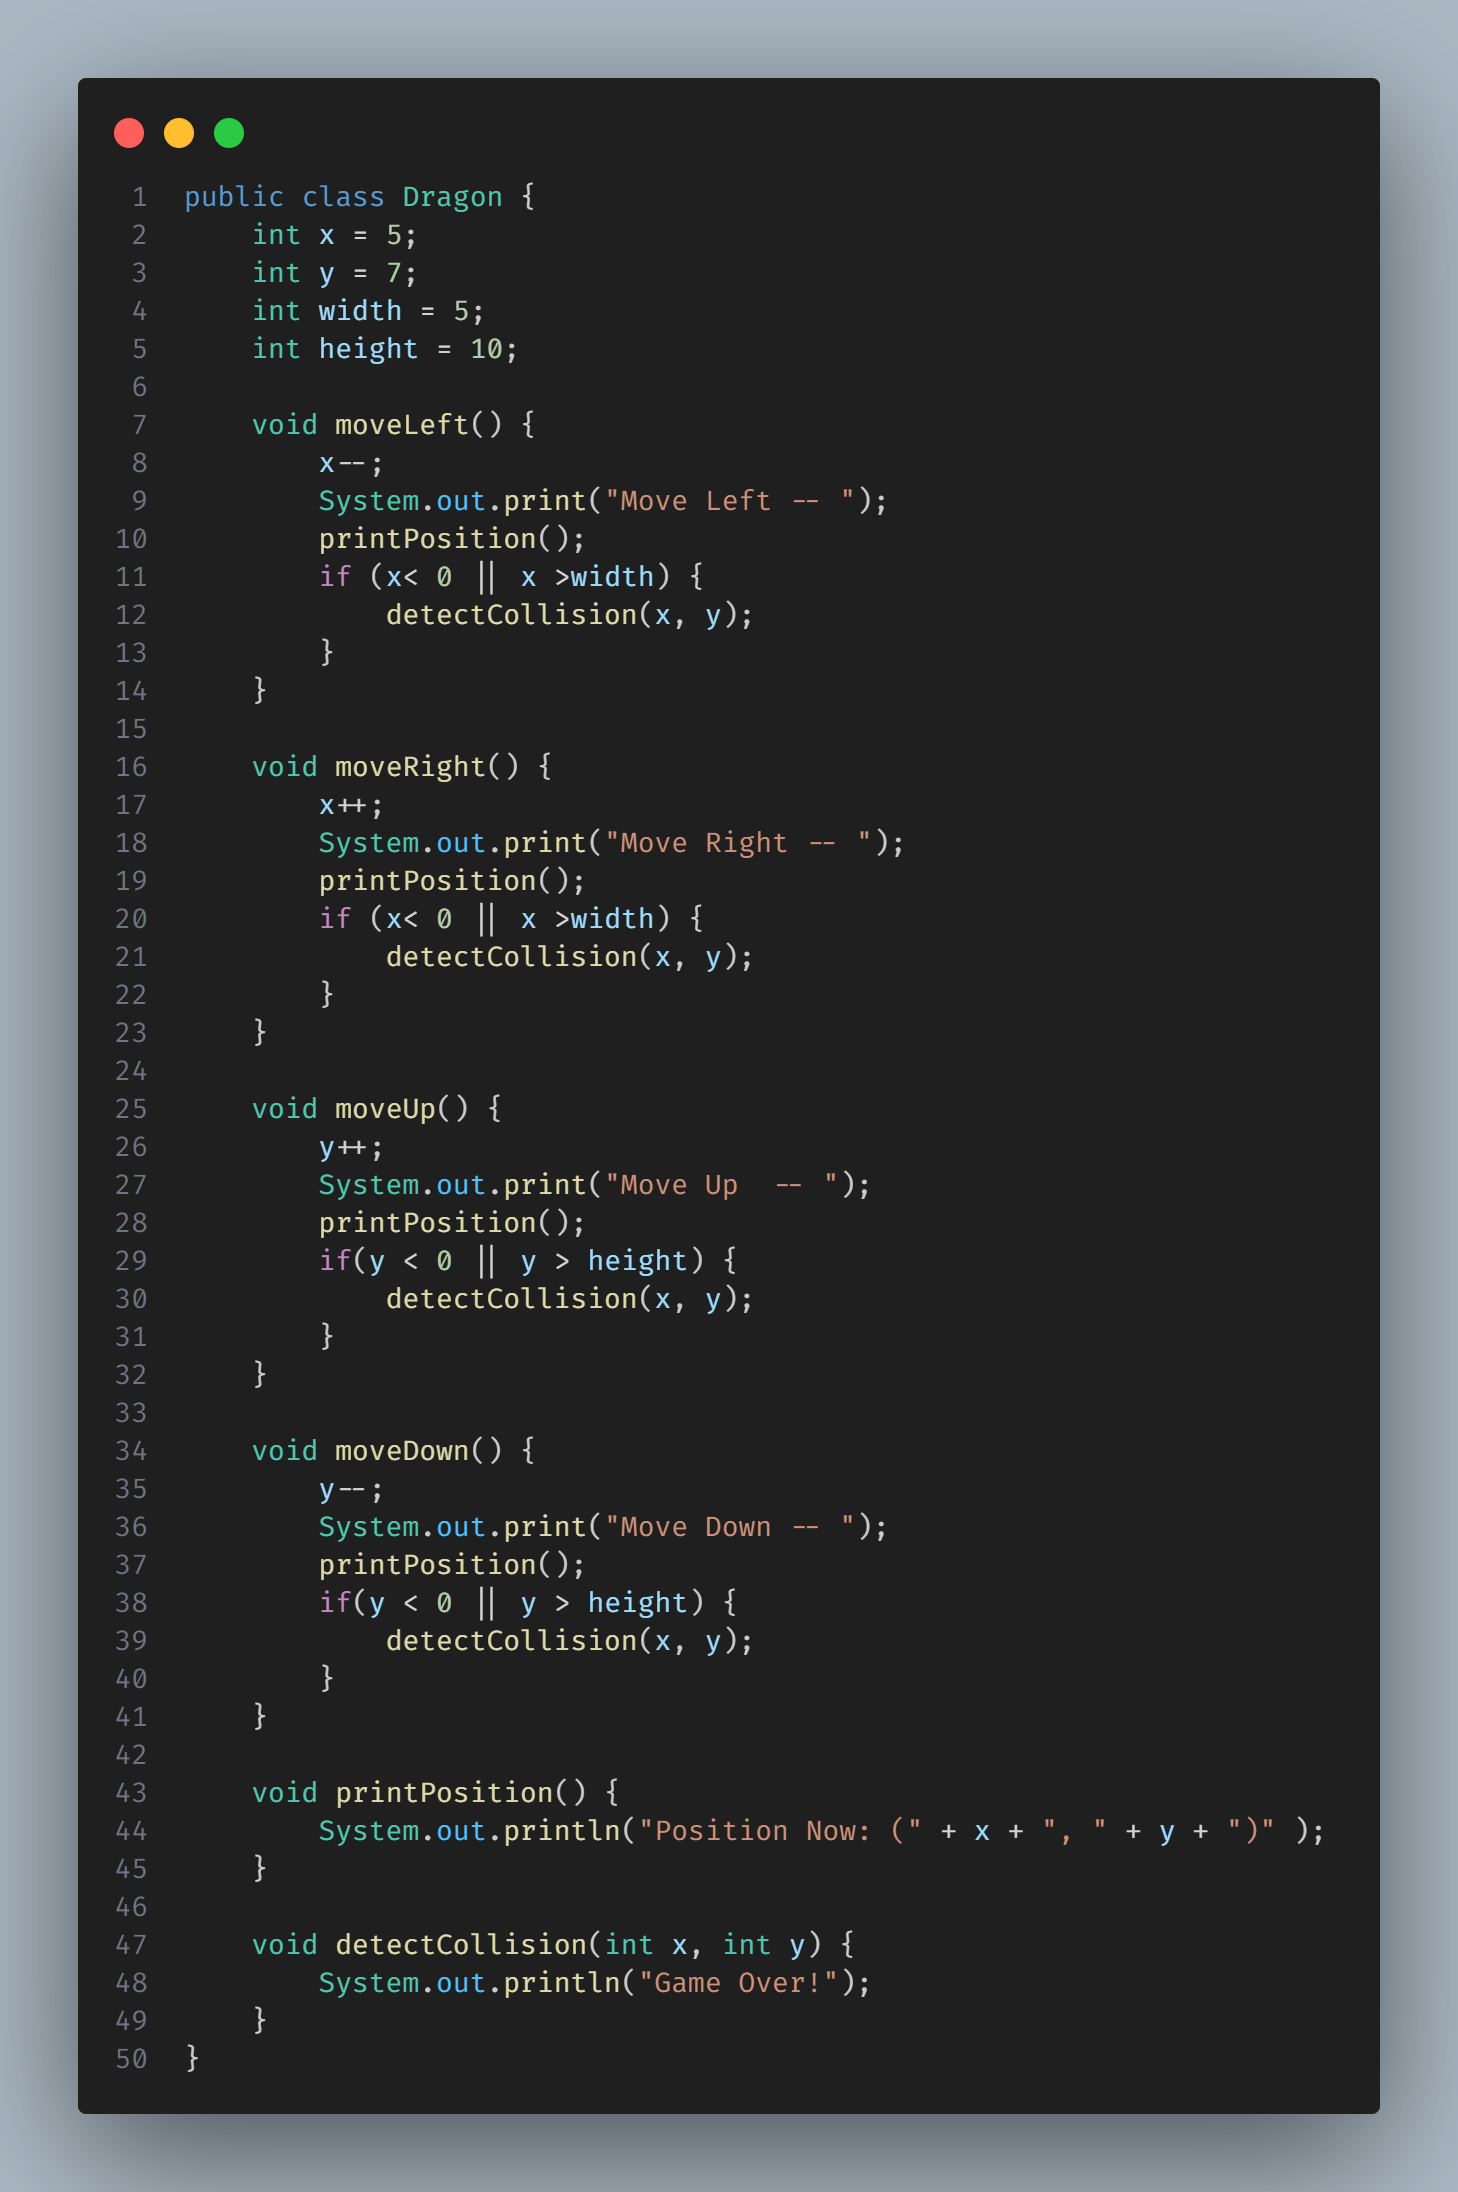 1 public class Dragon {
2     int x = 5;
3     int y = 7;
4     int width = 5;
5     int height = 10;
6
7     void moveLeft() {
8         x--;
9         System.out.print("Move Left -- ");
10         printPosition();
11         if (x< 0 || x >width) {
12             detectCollision(x, y);
13         }
14     }
15
16     void moveRight() {
17         x++;
18         System.out.print("Move Right -- ");
19         printPosition();
20         if (x< 0 || x >width) {
21             detectCollision(x, y);
22         }
23     }
24
25     void moveUp() {
26         y++;
27         System.out.print("Move Up  -- ");
28         printPosition();
29         if(y < 0 || y > height) {
30             detectCollision(x, y);
31         }
32     }
33
34     void moveDown() {
35         y--;
36         System.out.print("Move Down -- ");
37         printPosition();
38         if(y < 0 || y > height) {
39             detectCollision(x, y);
40         }
41     }
42
43     void printPosition() {
44         System.out.println("Position Now: (" + x + ", " + y + ")" );
45     }
46
47     void detectCollision(int x, int y) {
48         System.out.println("Game Over!");
49     }
50 }